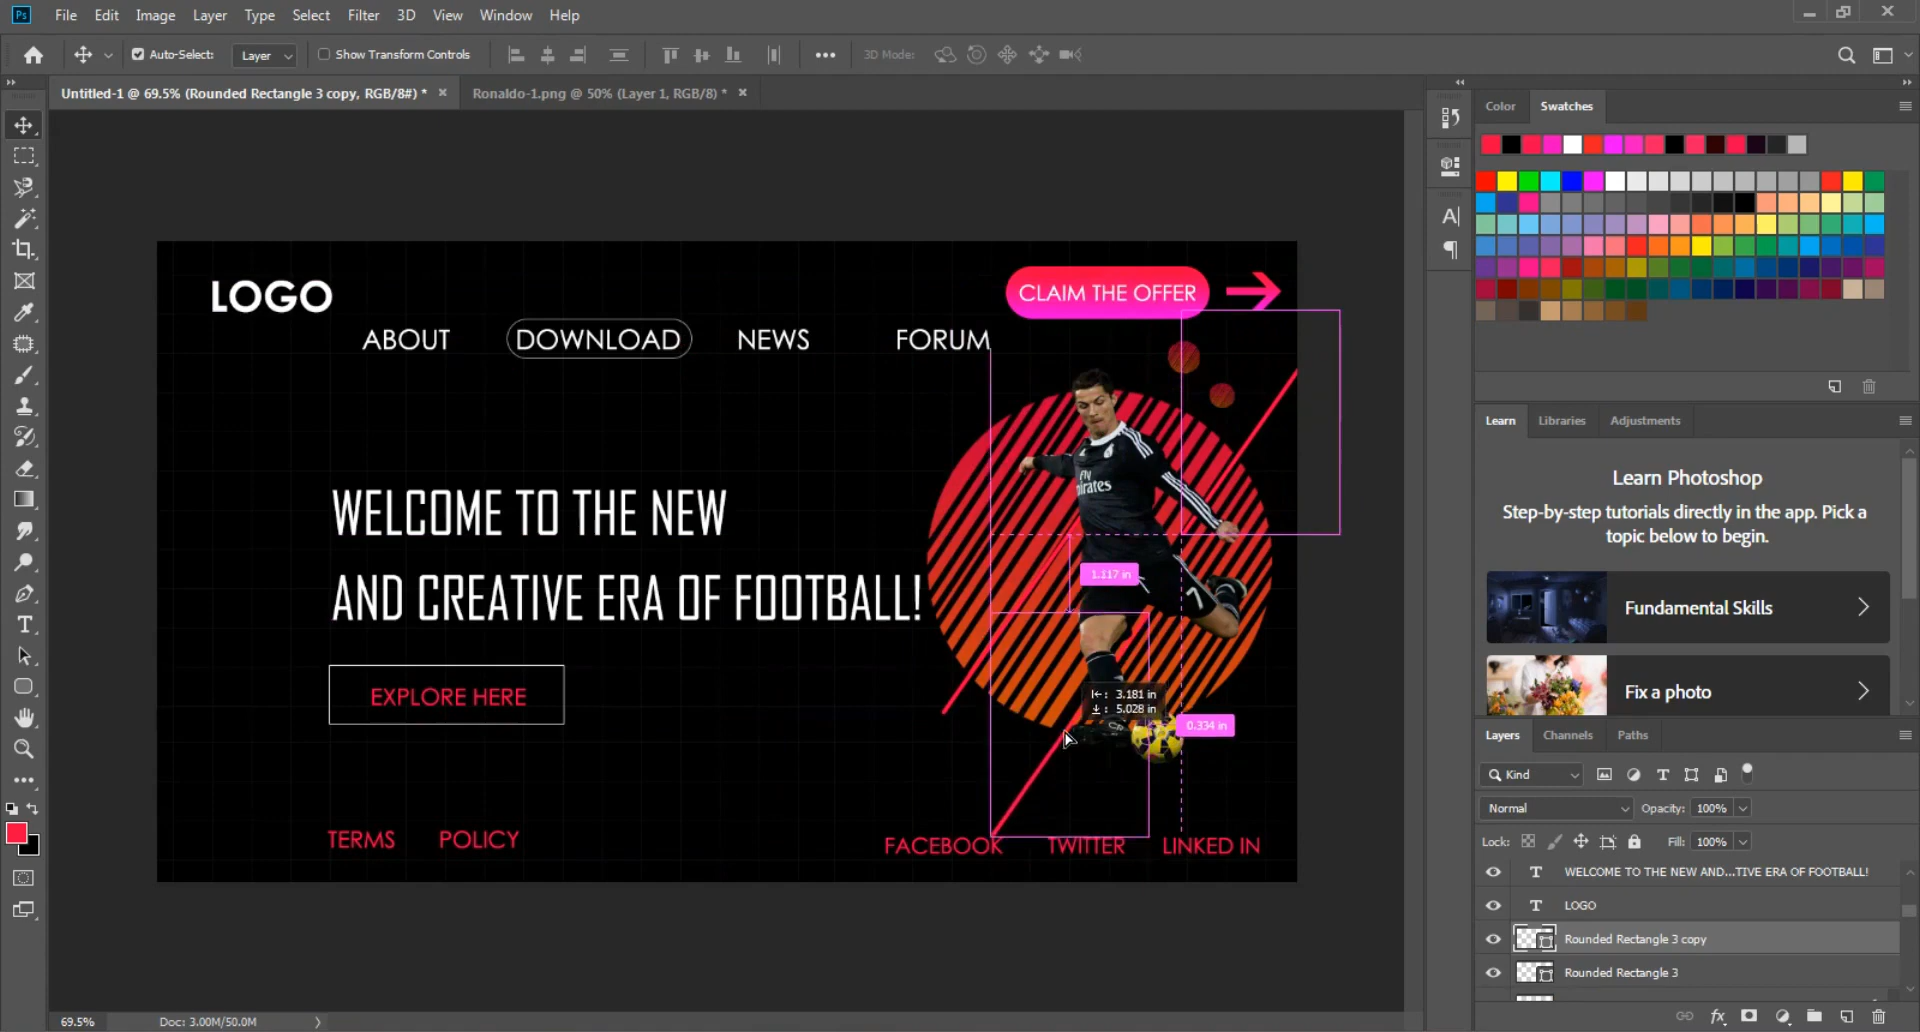 Ps File Edit Image Layer Type Select Filter 3D View Window Help
Auto-Select: Layer Show Transform Controls 3D Mode:
Untitled-1 @ 69.5% (Rounded Rectangle 3 copy, RGB/8#) *
Ronaldo-1.png @ 50% (Layer 1, RGB/8) *
LOGO
CLAIM THE OFFER
ABOUT DOWNLOAD NEWS FORUM
Fly
Emirates
7
WELCOME TO THE NEW
AND CREATIVE ERA OF FOOTBALL!
1.117 in
EXPLORE HERE
3.181 in
5.028 in
0.334 in
TERMS POLICY FACEBOOK TWITTER LINKED IN
69.5% Doc: 3.00M/50.0M
Color Swatches
Learn Libraries Adjustments
Learn Photoshop
Step-by-step tutorials directly in the app. Pick a
topic below to begin.
Fundamental Skills
Fix a photo
Layers Channels Paths
Kind
Normal Opacity: 100%
Lock: Fill: 100%
T WELCOME TO THE NEW AND...TIVE ERA OF FOOTBALL!
T LOGO
Rounded Rectangle 3 copy
Rounded Rectangle 3
fx